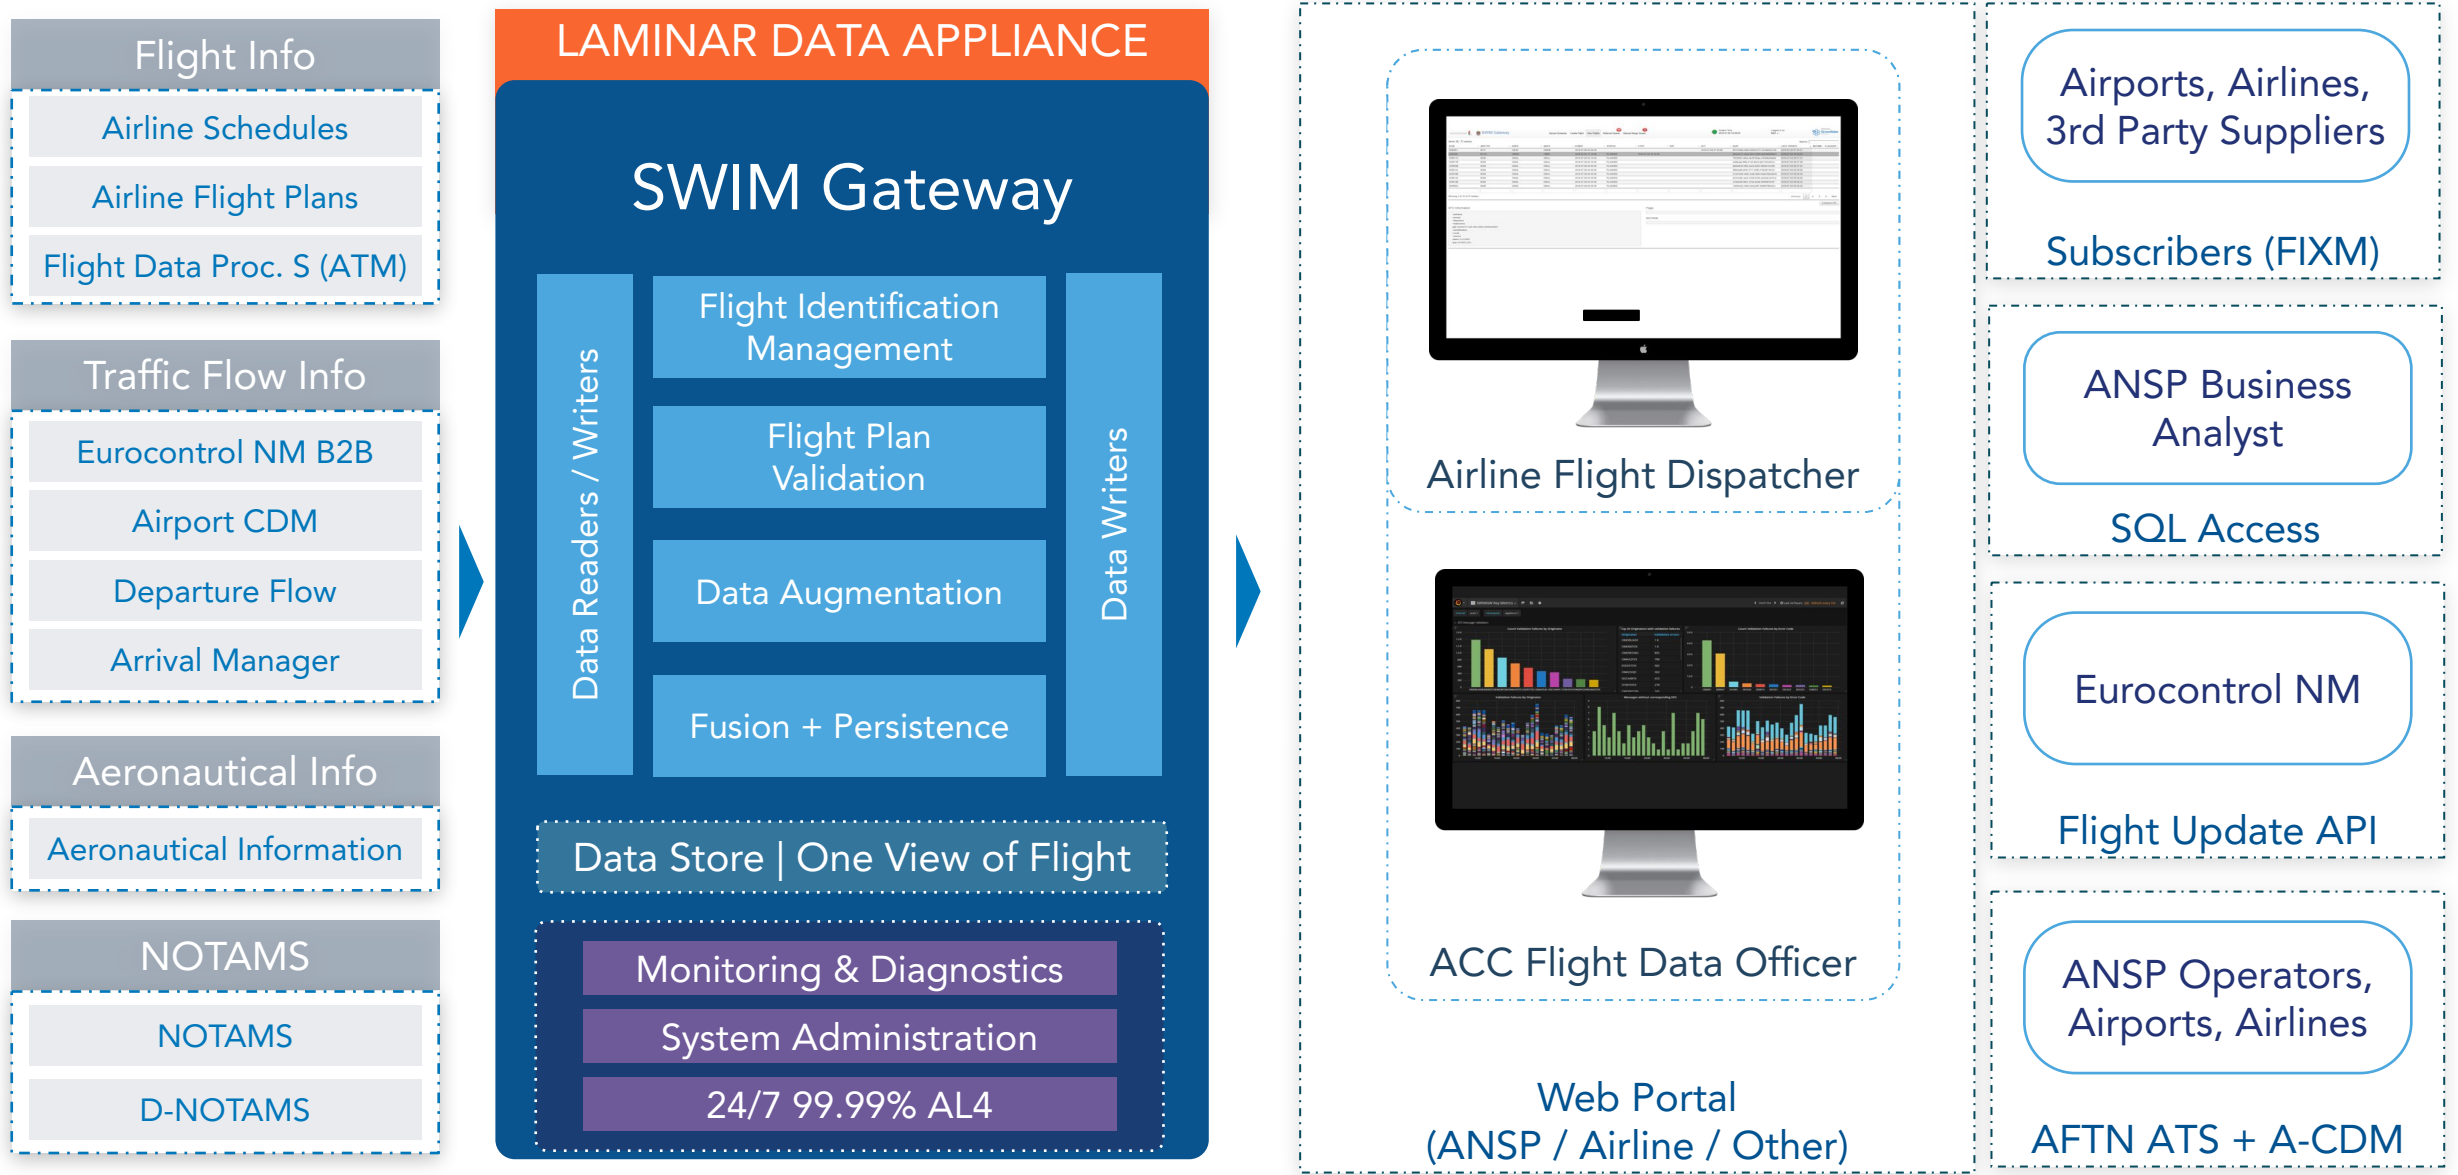 Flight Info
Airline Schedules
Airline Flight Plans
Flight Data Proc. S (ATM)
Traffic Flow Info
Eurocontrol NM B2B
Airport CDM
Departure Flow
Arrival Manager
Aeronautical Info
Aeronautical Information
NOTAMS
NOTAMS
D-NOTAMS
LAMINAR DATA APPLIANCE
SWIM Gateway
Data Readers / Writers
Flight Identification
Management
Flight Plan
Validation
Data Augmentation
Fusion + Persistence
Data Writers
Data Store | One View of Flight
Monitoring & Diagnostics
System Administration
24/7 99.99% AL4
Airline Flight Dispatcher
ACC Flight Data Officer
Web Portal
(ANSP / Airline / Other)
Airports, Airlines,
3rd Party Suppliers
Subscribers (FIXM)
ANSP Business
Analyst
SQL Access
Eurocontrol NM
Flight Update API
ANSP Operators,
Airports, Airlines
AFTN ATS + A-CDM